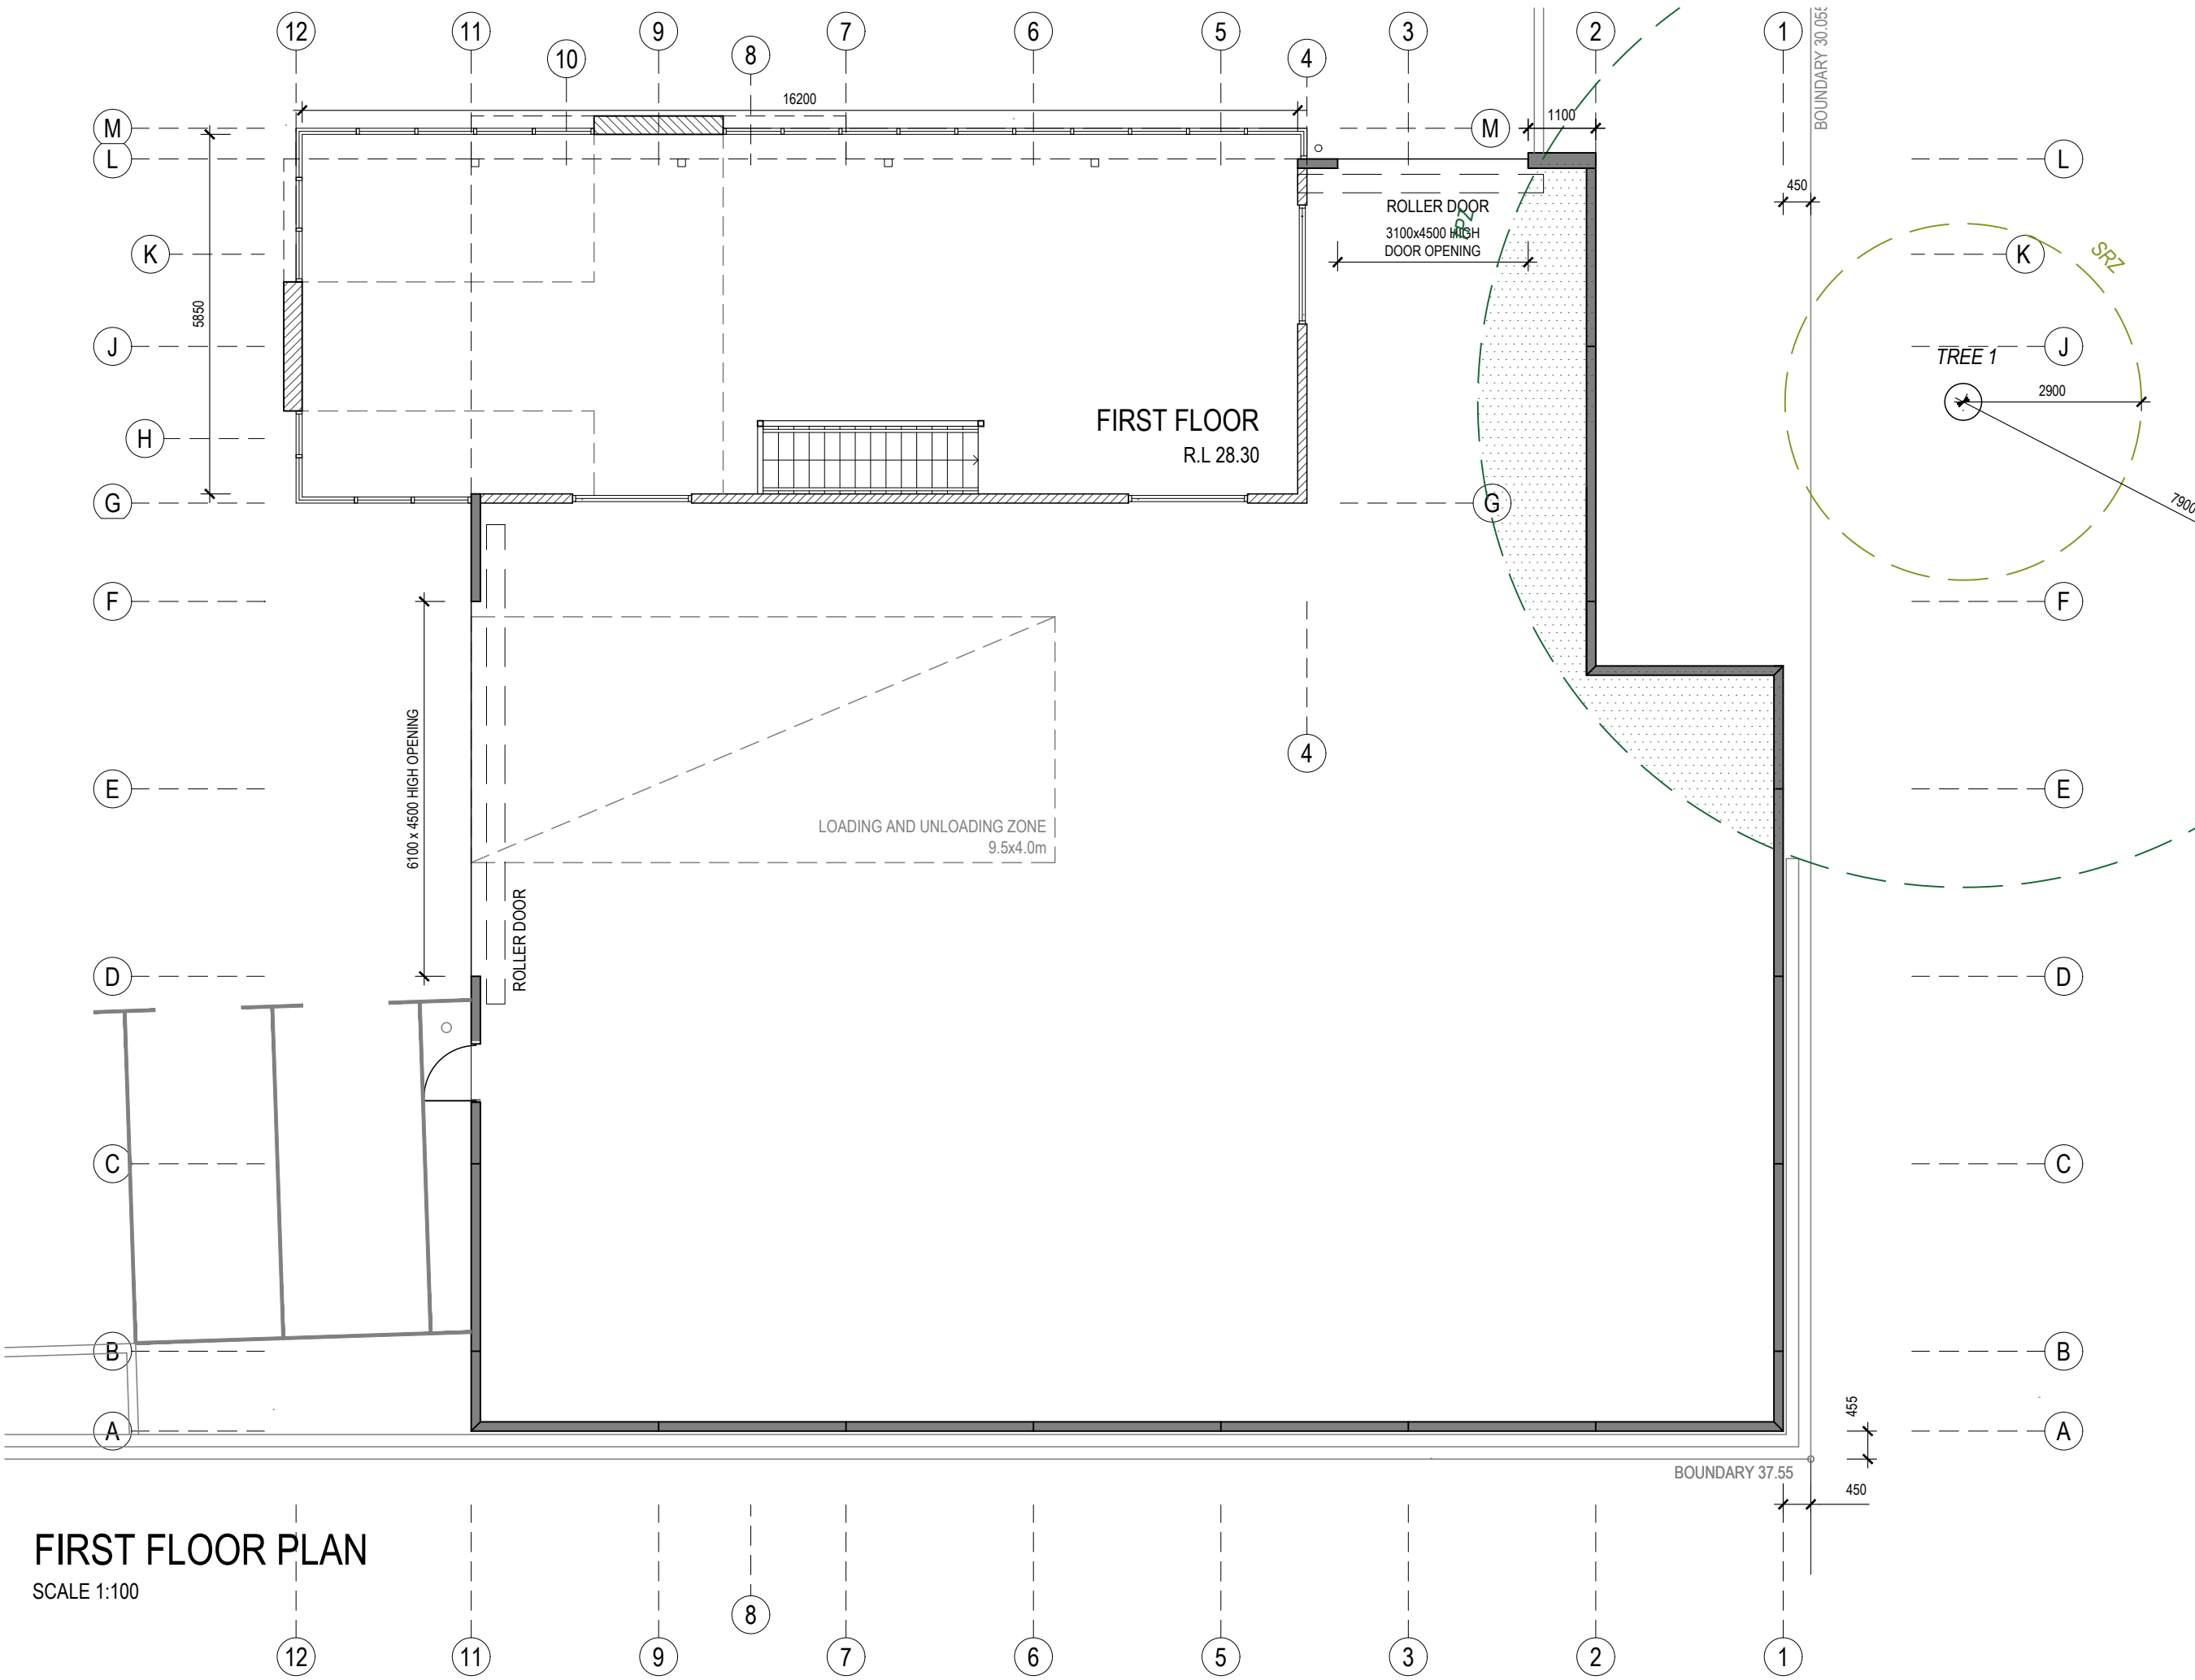 12
11
10
9
8
7
6
5
4
3
2
1
BOUNDARY 30.055
16200
1100
M
M
L
L
450
ROLLER DOOR
3100x4500 HIGH
DOOR OPENING
TPZ
K
K
SRZ
5850
J
J
TREE 1
2900
H
FIRST FLOOR
R.L 28.30
G
G
7900
F
F
6100 x 4500 HIGH OPENING
4
E
E
LOADING AND UNLOADING ZONE
9.5x4.0m
ROLLER DOOR
D
D
C
C
B
B
455
A
A
BOUNDARY 37.55
450
FIRST FLOOR PLAN
SCALE 1:100
8
12
11
9
7
6
5
3
2
1